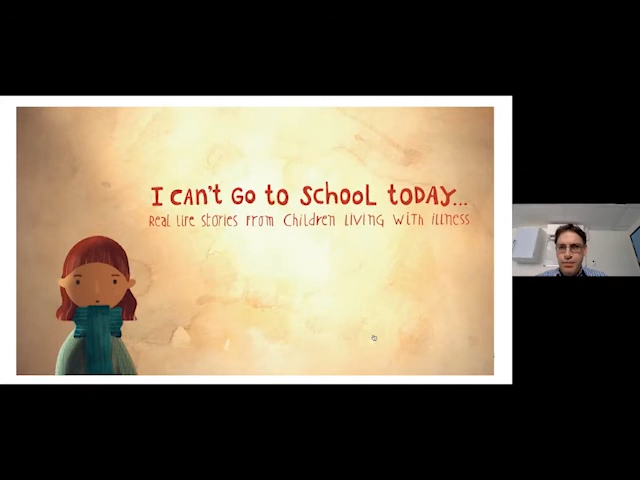 I CAN'T GO TO SCHOOL TODAY...
Real Life Stories From Children Living With Illness